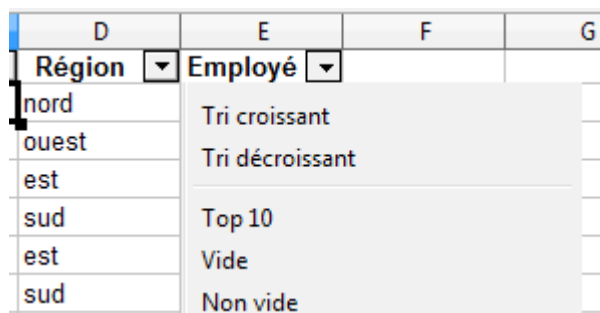 D E F G
Région Employé
nord
ouest
est
sud
est
sud
Tri croissant
Tri décroissant
Top 10
Vide
Non vide